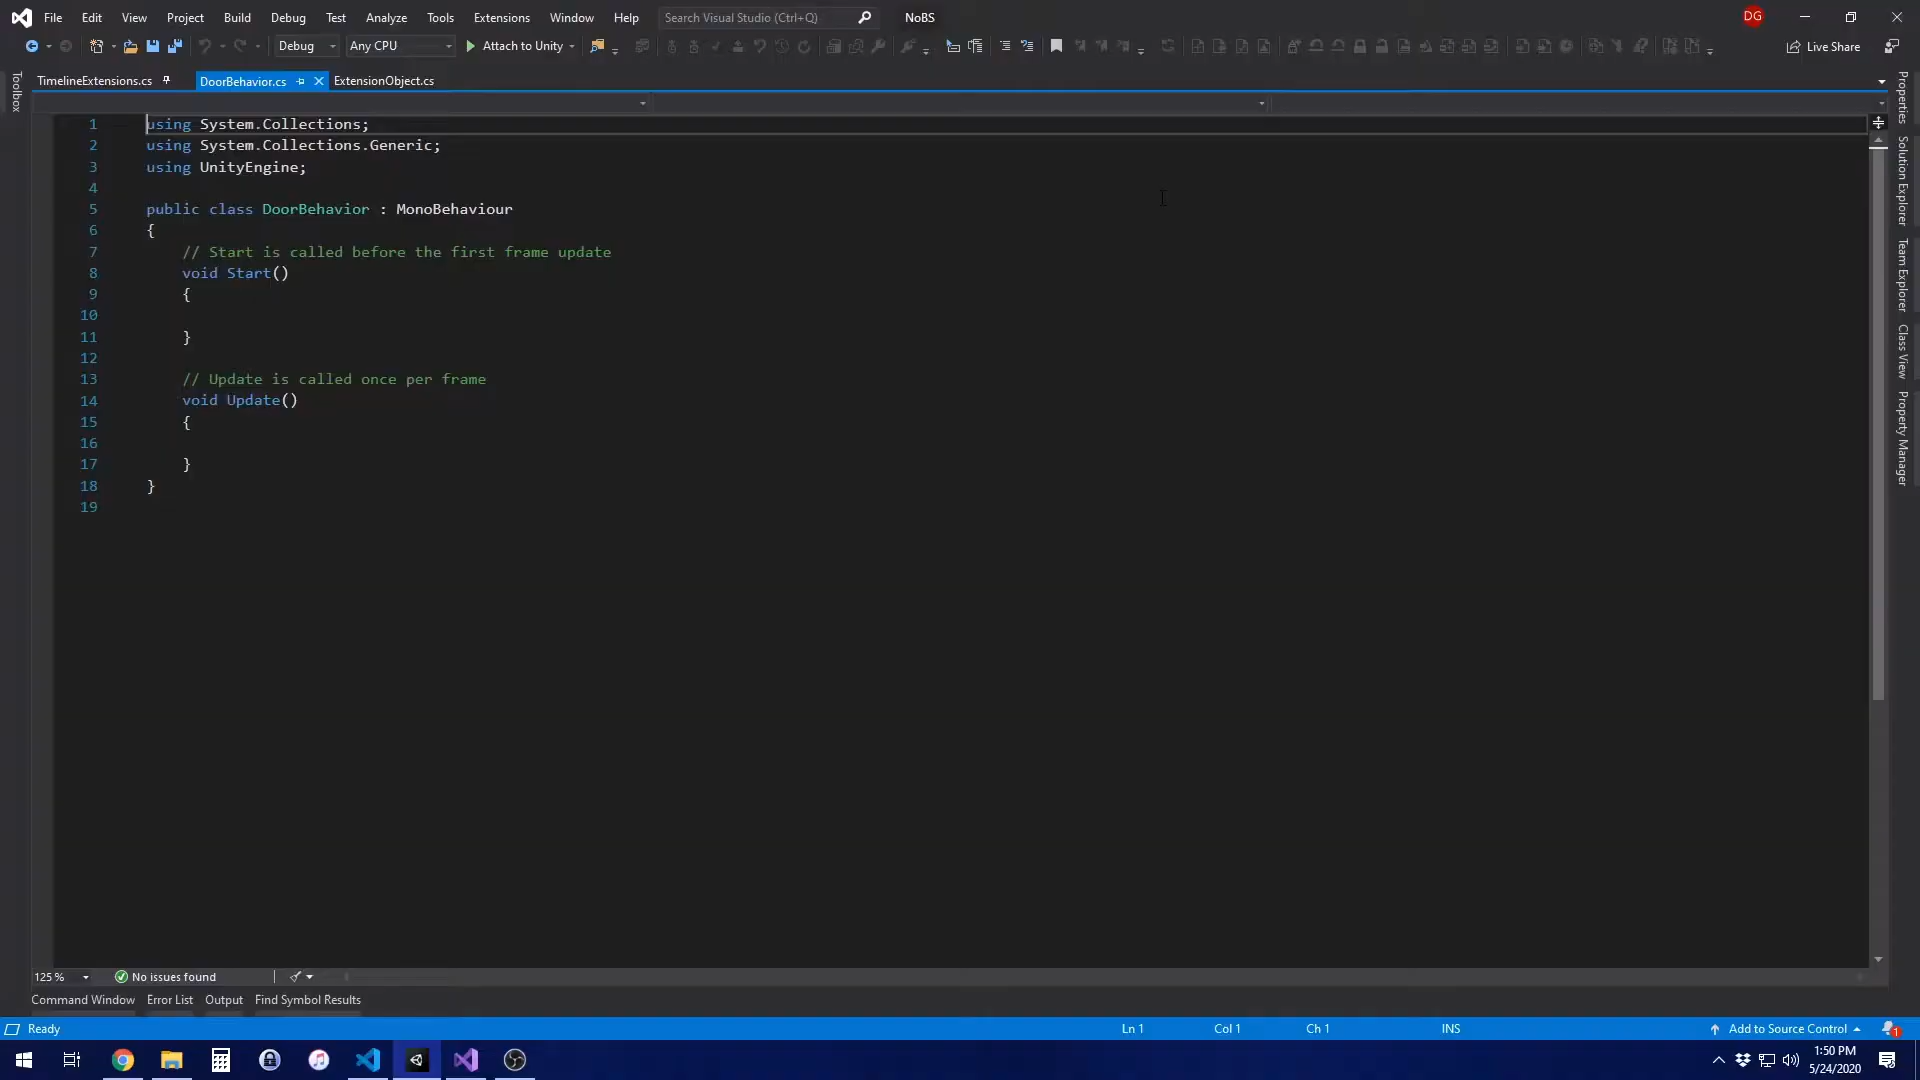 File Edit View Project Build Debug Test Analyze Tools Extensions Window Help Search Visual Studio (Ctrl+Q) NoBS DG
Debug Any CPU Attach to Unity Live Share
TimelineExtensions.cs DoorBehavior.cs ExtensionObject.cs
Toolbox
1 using System.Collections;
2 using System.Collections.Generic;
3 using UnityEngine;
4
5 public class DoorBehavior : MonoBehaviour
6 {
7 // Start is called before the first frame update
8 void Start()
9 {
10
11 }
12
13 // Update is called once per frame
14 void Update()
15 {
16
17 }
18 }
19
Properties
Solution Explorer
Team Explorer
Class View
Property Manager
125 % No issues found
Command Window Error List Output Find Symbol Results
Ready Ln 1 Col 1 Ch 1 INS Add to Source Control 1
1:50 PM
5/24/2020